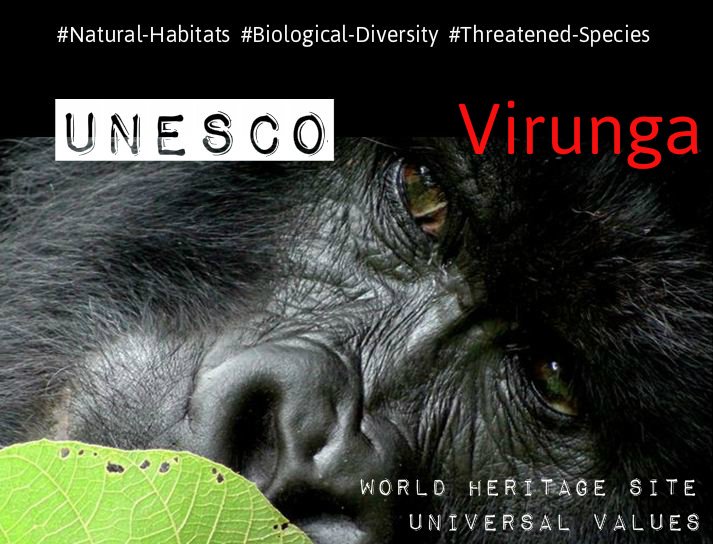 #Natural-Habitats #Biological-Diversity #Threatened-Species
UNESCO Virunga
WORLD HERITAGE SITE
UNIVERSAL VALUES